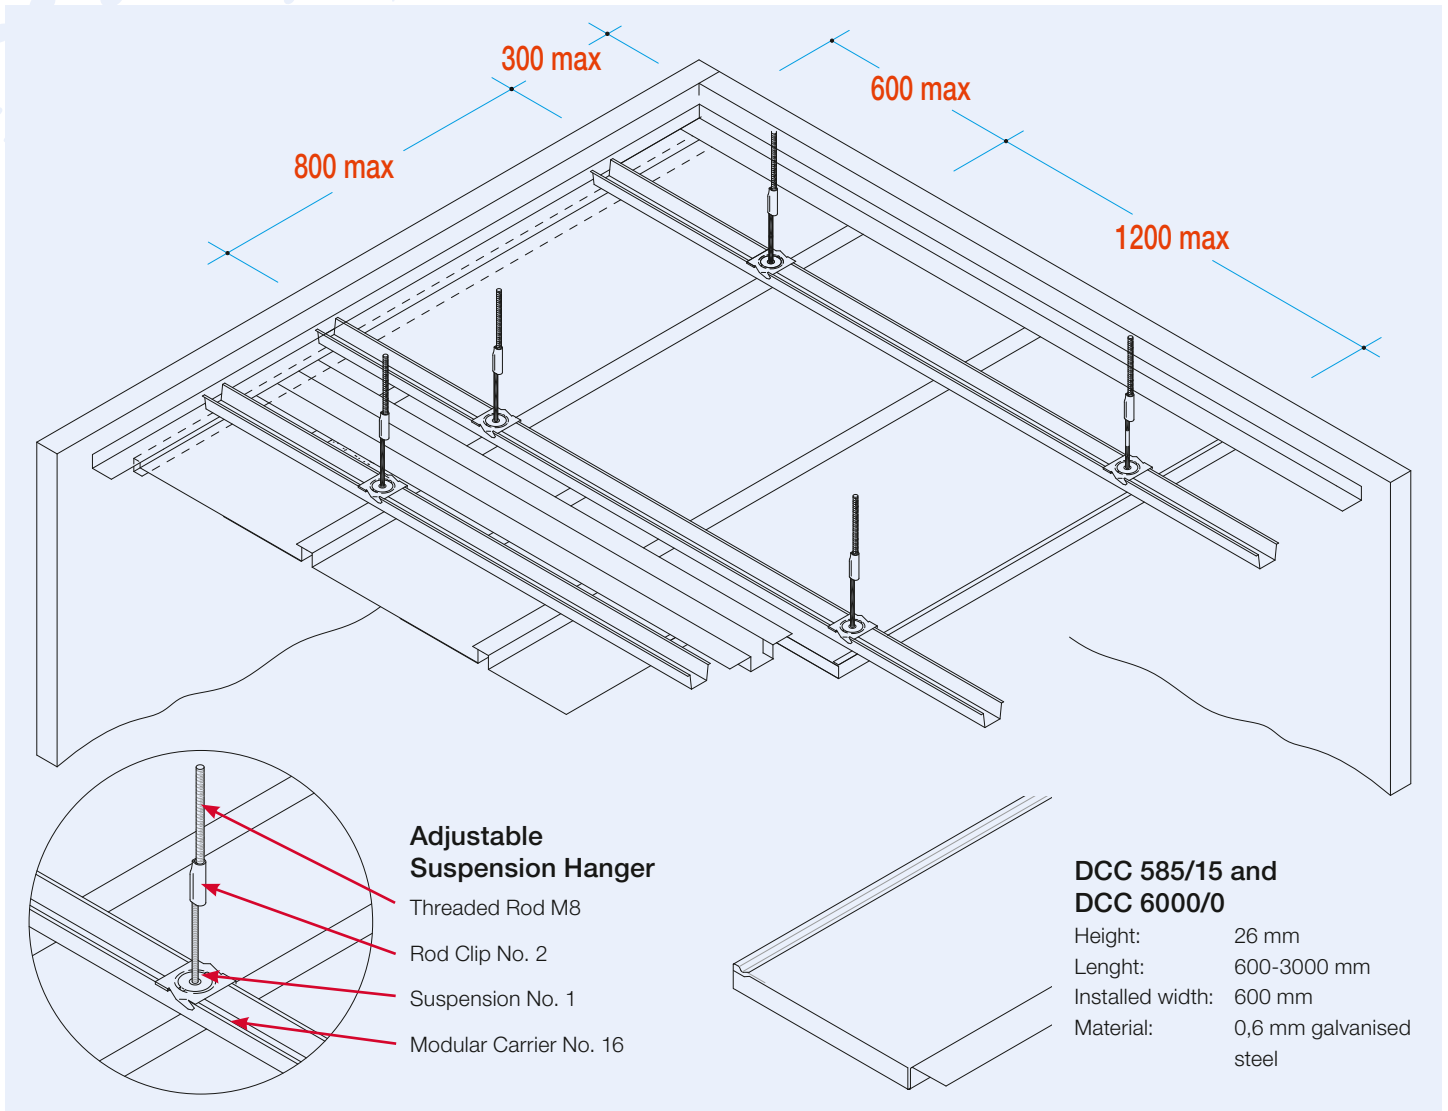 300 max
600 max
800 max
1200 max
Adjustable
Suspension Hanger
Threaded Rod M8
Rod Clip No. 2
Suspension No. 1
Modular Carrier No. 16
DCC 585/15 and
DCC 6000/0
Height: 26 mm
Lenght: 600-3000 mm
Installed width: 600 mm
Material: 0,6 mm galvanised
steel